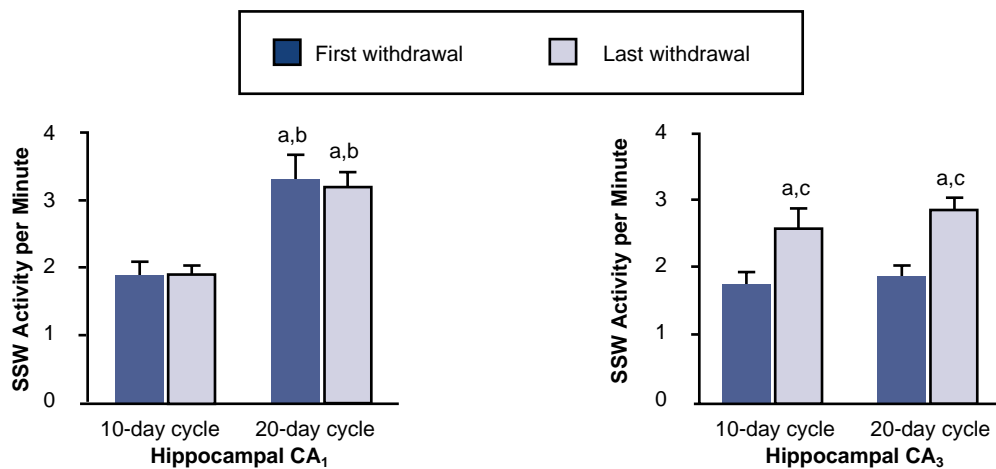 First withdrawal
Last withdrawal
SSW Activity per Minute
4
3
2
1
0
a,b
a,b
10-day cycle
20-day cycle
Hippocampal CA₁
SSW Activity per Minute
4
3
2
1
0
a,c
a,c
10-day cycle
20-day cycle
Hippocampal CA₃